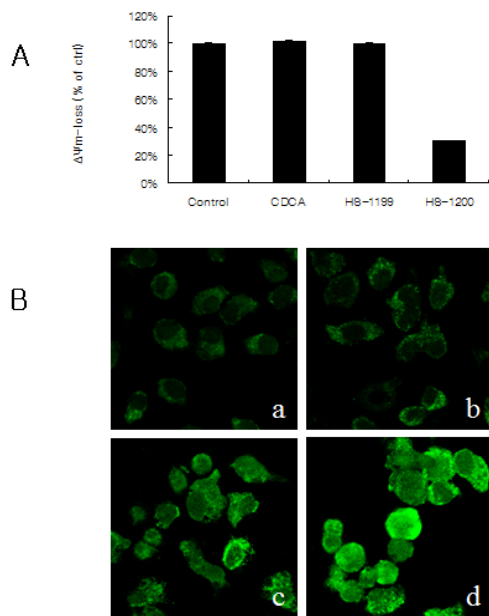 A
120%
100%
80%
60%
40%
20%
0%
ΔΨm-loss (% of ctrl)
Control
CDCA
HS-1199
HS-1200
B
a
b
c
d